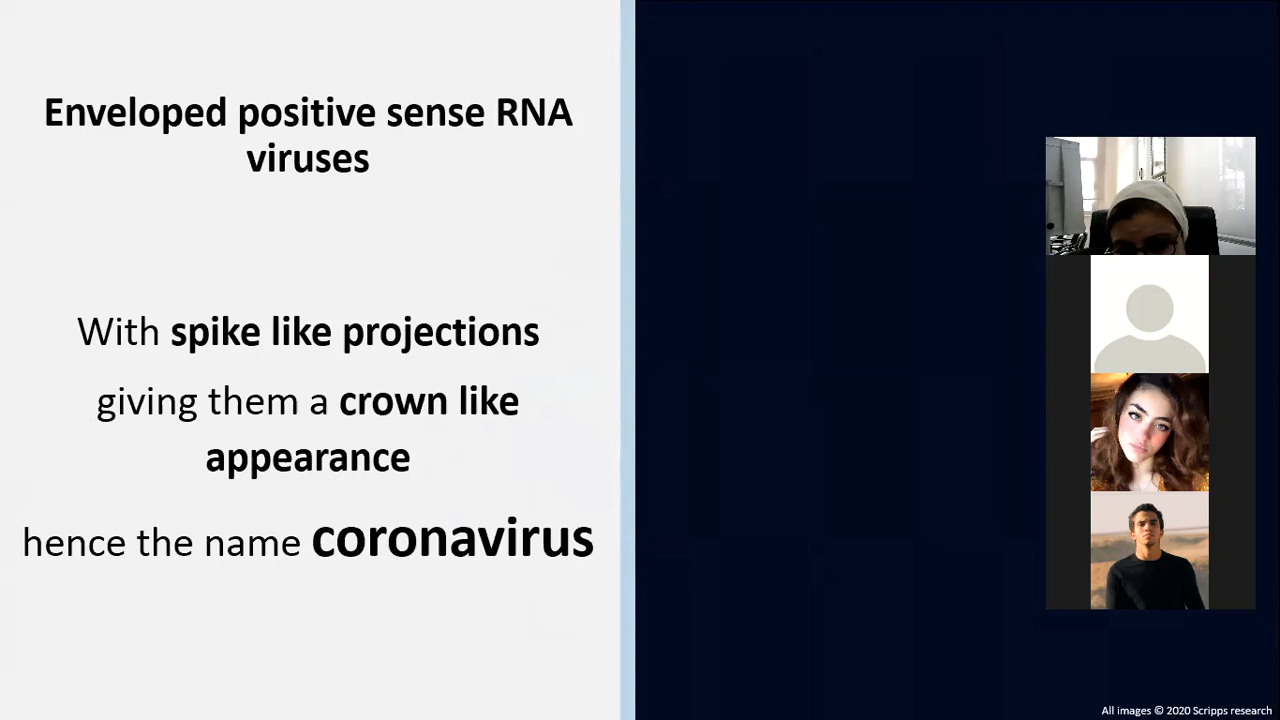 Enveloped positive sense RNA
viruses
With spike like projections
giving them a crown like
appearance
hence the name coronavirus
All images © 2020 Scripps research